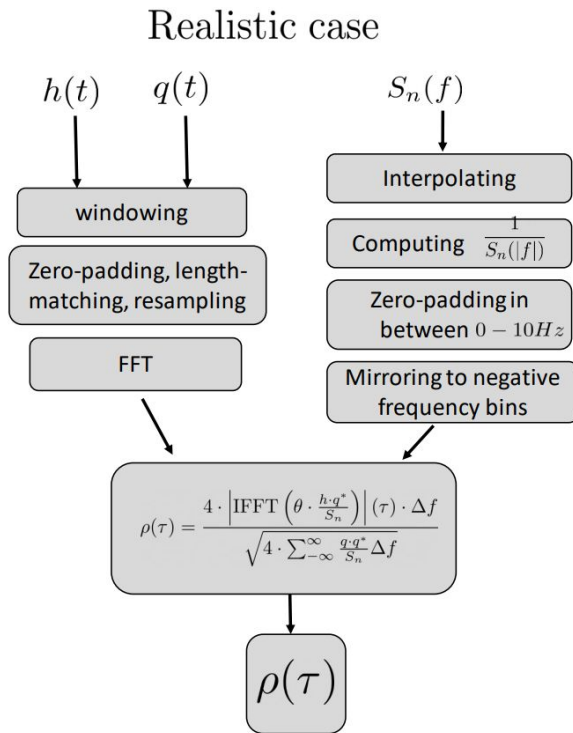 Realistic case
h(t) q(t) S_n(f)
windowing
Zero-padding, length-
matching, resampling
FFT
Interpolating
Computing 1/S_n(|f|)
Zero-padding in
between 0 − 10Hz
Mirroring to negative
frequency bins
ρ(τ) = 4 · |IFFT (θ · h·q*/S_n)| (τ) · Δf / √(4 · ∑_{−∞}^{∞} q·q*/S_n Δf)
ρ(τ)